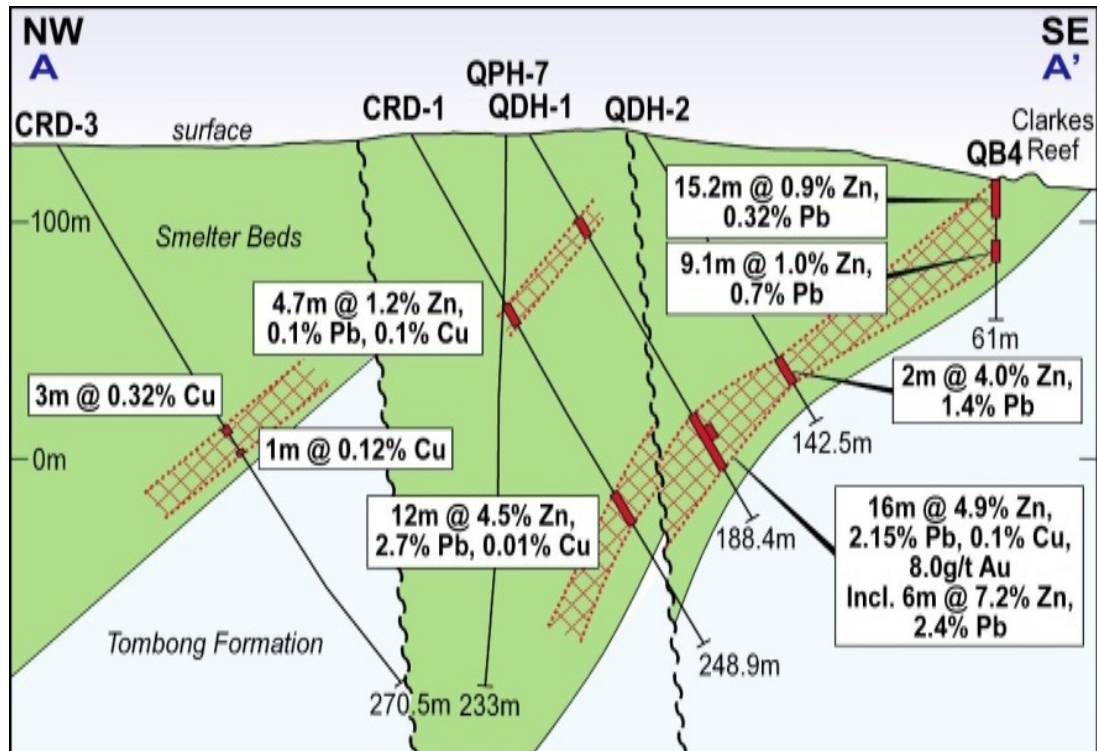 NW
A
SE
A'
QPH-7
CRD-3
surface
CRD-1
QDH-1
QDH-2
Clarkes
Reef
QB4
15.2m @ 0.9% Zn,
0.32% Pb
100m
Smelter Beds
9.1m @ 1.0% Zn,
0.7% Pb
4.7m @ 1.2% Zn,
0.1% Pb, 0.1% Cu
61m
3m @ 0.32% Cu
2m @ 4.0% Zn,
1.4% Pb
1m @ 0.12% Cu
142.5m
0m
12m @ 4.5% Zn,
2.7% Pb, 0.01% Cu
188.4m
16m @ 4.9% Zn,
2.15% Pb, 0.1% Cu,
8.0g/t Au
Incl. 6m @ 7.2% Zn,
2.4% Pb
Tombong Formation
248.9m
270.5m
233m